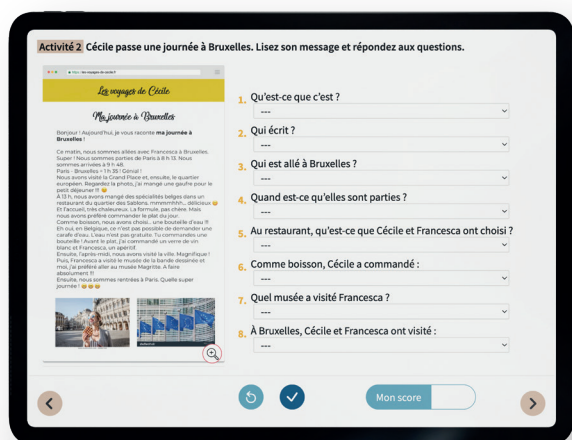 Activité 2 Cécile passe une journée à Bruxelles. Lisez son message et répondez aux questions.
Les voyages de Cécile
Ma journée à Bruxelles
Bonjour ! Aujourd'hui, je vous raconte ma journée à
Bruxelles !
Ce matin, nous sommes allées avec Francesca à Bruxelles.
Super ! Nous sommes parties de Paris à 8 h 13. Nous
sommes arrivées à 9 h 48.
Paris - Bruxelles = 1 h 35 ! Génial !
Nous avons visité la Grand Place et, ensuite, le quartier
européen. Regardez la photo, j'ai mangé une gaufre pour le
petit déjeuner !!!
À 13 h, nous avons mangé des spécialités belges dans un
restaurant du quartier des Sablons. mmmmhhh... délicieux
Et l'accueil, très chaleureux. La formule, pas chère. Mais
nous avons préféré commander le plat du jour.
Comme boisson, nous avons choisi... une bouteille d'eau !!!
Eh oui, en Belgique, ce n'est pas possible de demander une
carafe d'eau. L'eau n'est pas gratuite. Tu commandes une
bouteille ! Avant le plat, j'ai commandé un verre de vin
blanc et Francesca, un apéritif.
Ensuite, l'après-midi, nous avons visité la ville. Magnifique !
Puis, Francesca a visité le musée de la bande dessinée et
moi, j'ai préféré aller au musée Magritte. À faire
absolument !!!
Ensuite, nous sommes rentrées à Paris. Quelle super
journée !
1. Qu'est-ce que c'est ?
---
2. Qui écrit ?
---
3. Qui est allé à Bruxelles ?
---
4. Quand est-ce qu'elles sont parties ?
---
5. Au restaurant, qu'est-ce que Cécile et Francesca ont choisi ?
---
6. Comme boisson, Cécile a commandé :
---
7. Quel musée a visité Francesca ?
---
8. À Bruxelles, Cécile et Francesca ont visité :
---
Mon score